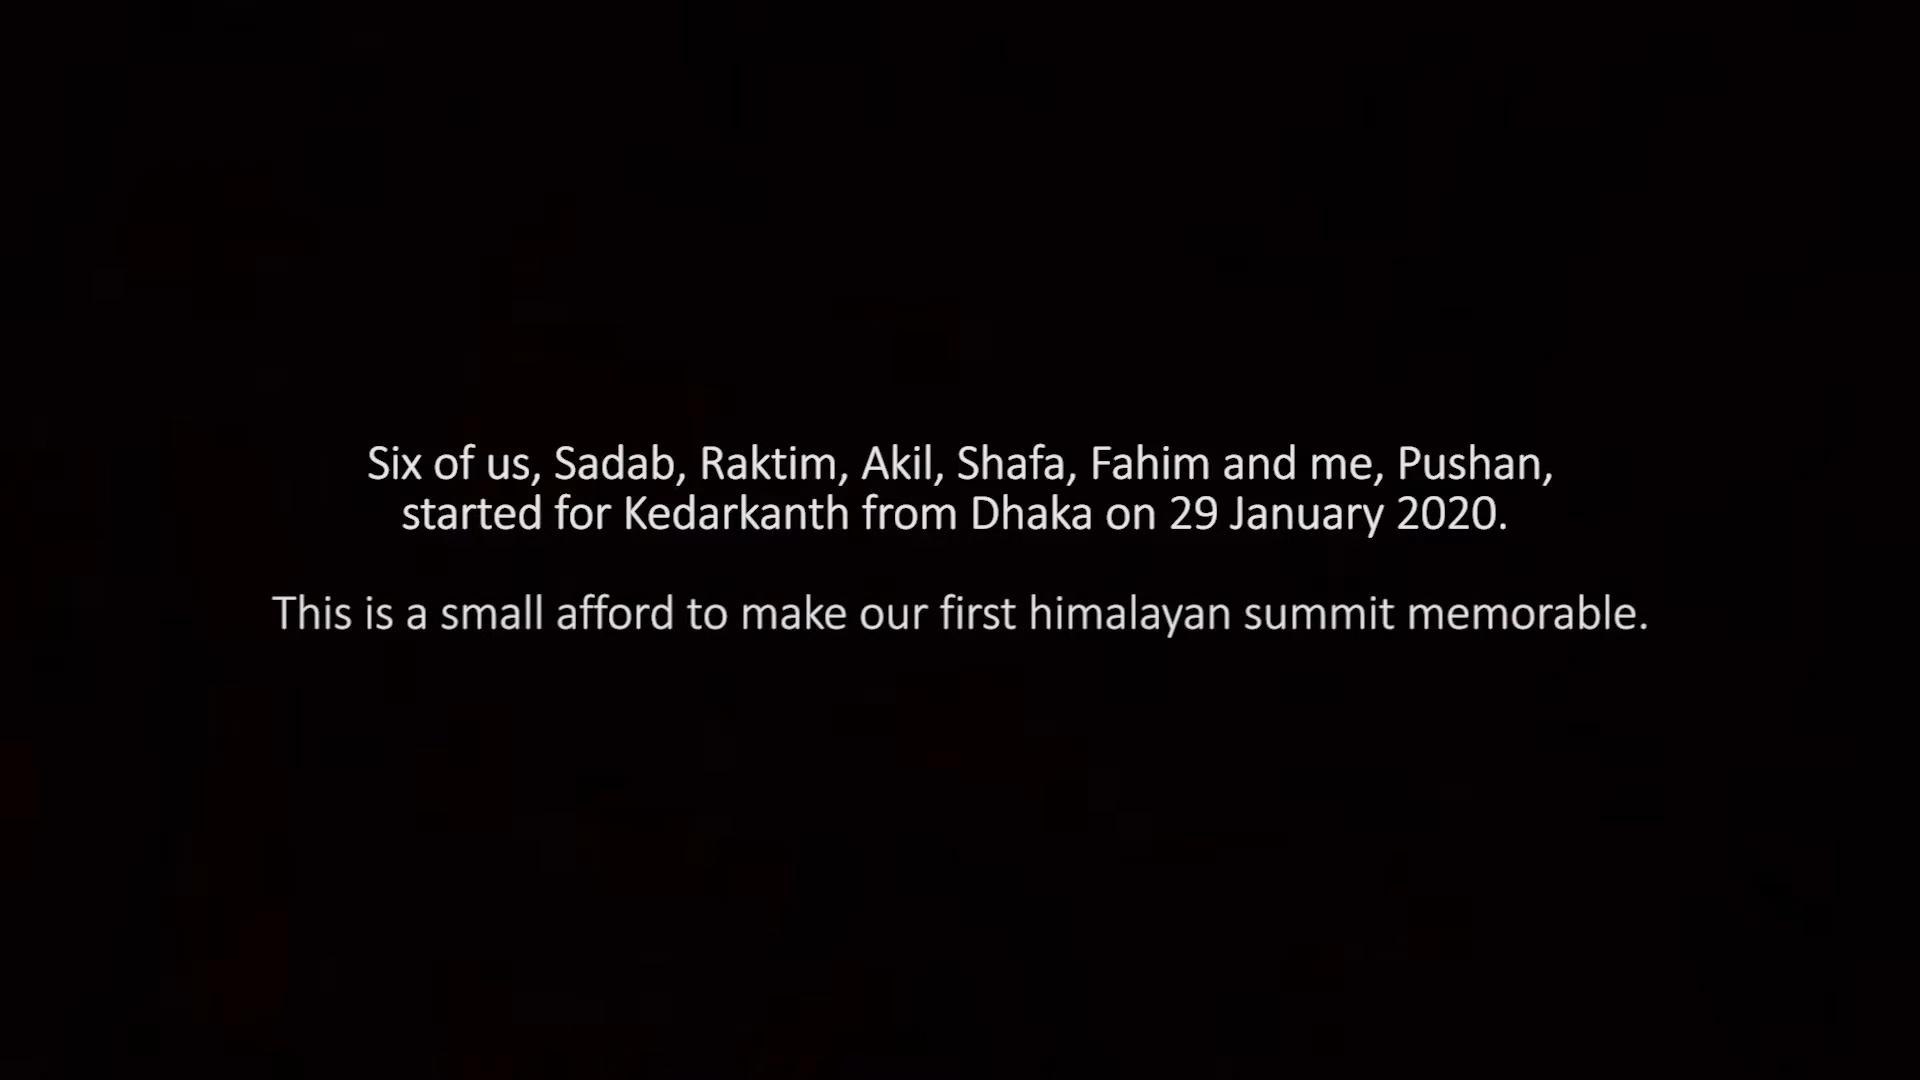 Six of us, Sadab, Raktim, Akil, Shafa, Fahim and me, Pushan,
started for Kedarkanth from Dhaka on 29 January 2020.
This is a small afford to make our first himalayan summit memorable.